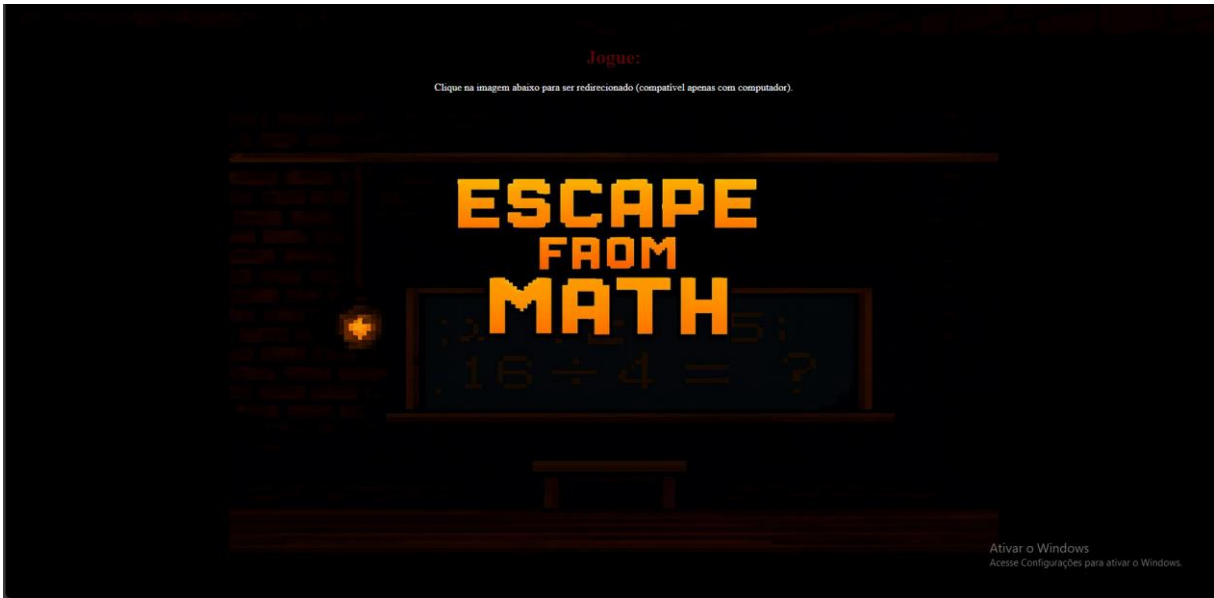 Jogue:
Clique na imagem abaixo para ser redirecionado (compatível apenas com computador).
ESCAPE
FROM
MATH
16 ÷ 4 = ?
Ativar o Windows
Acesse Configurações para ativar o Windows.